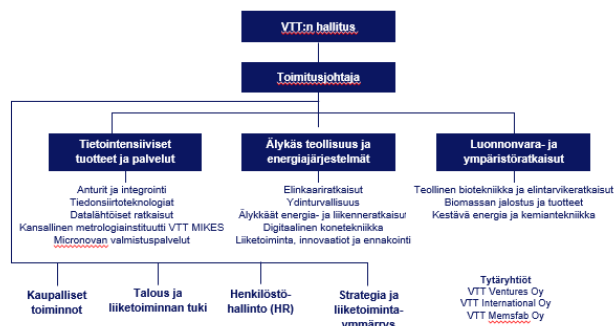 VTT:n hallitus
Toimitusjohtaja
Tietointensiiviset
tuotteet ja palvelut
Anturit ja integrointi
Tiedonsiirtoteknologiat
Datalähtöiset ratkaisut
Kansallinen metrologiainstituutti VTT MIKES
Micronovan valmistuspalvelut
Älykäs teollisuus ja
energiajärjestelmät
Elinkaariratkaisut
Ydinturvallisuus
Älykkäät energia- ja liikenneratkaisut
Digitaalinen konetekniikka
Liiketoiminta, innovaatiot ja ennakointi
Luonnonvara- ja
ympäristöratkaisut
Teollinen biotekniikka ja elintarvikeratkaisut
Biomassan jalostus ja tuotteet
Kestävä energia ja kemiantekniikka
Kaupalliset
toiminnot
Talous ja
liiketoiminnan tuki
Henkilöstö-
hallinto (HR)
Strategia ja
liiketoiminta-
ymmärrys
Tytäryhtiöt
VTT Ventures Oy
VTT International Oy
VTT Memsfab Oy